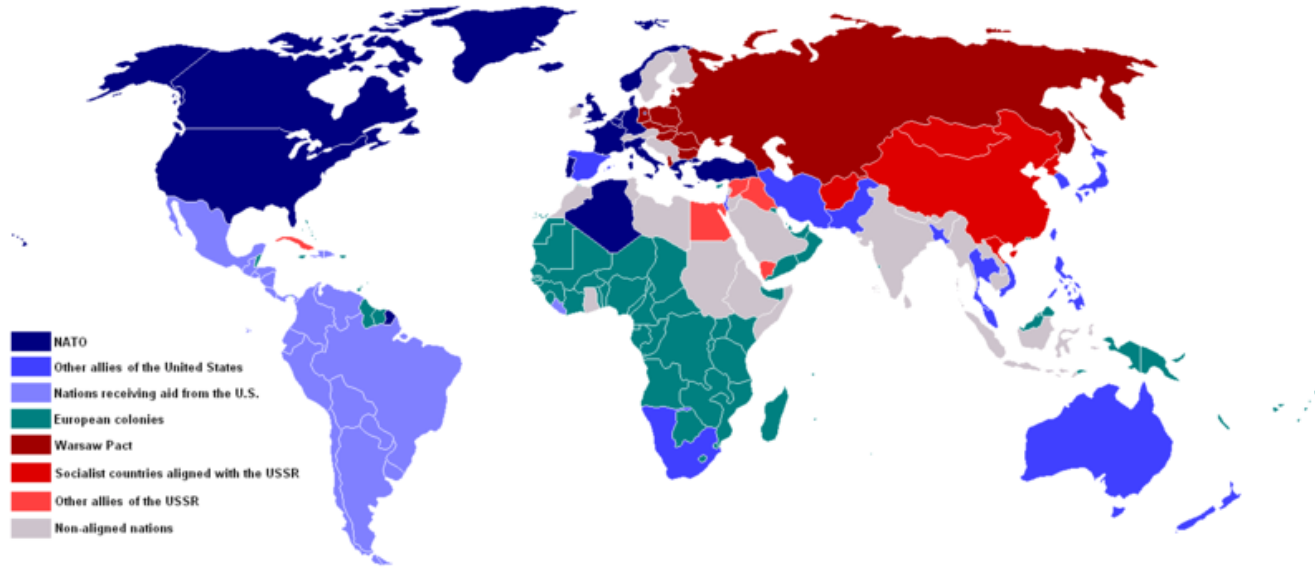 NATO
Other allies of the United States
Nations receiving aid from the U.S.
European colonies
Warsaw Pact
Socialist countries aligned with the USSR
Other allies of the USSR
Non-aligned nations